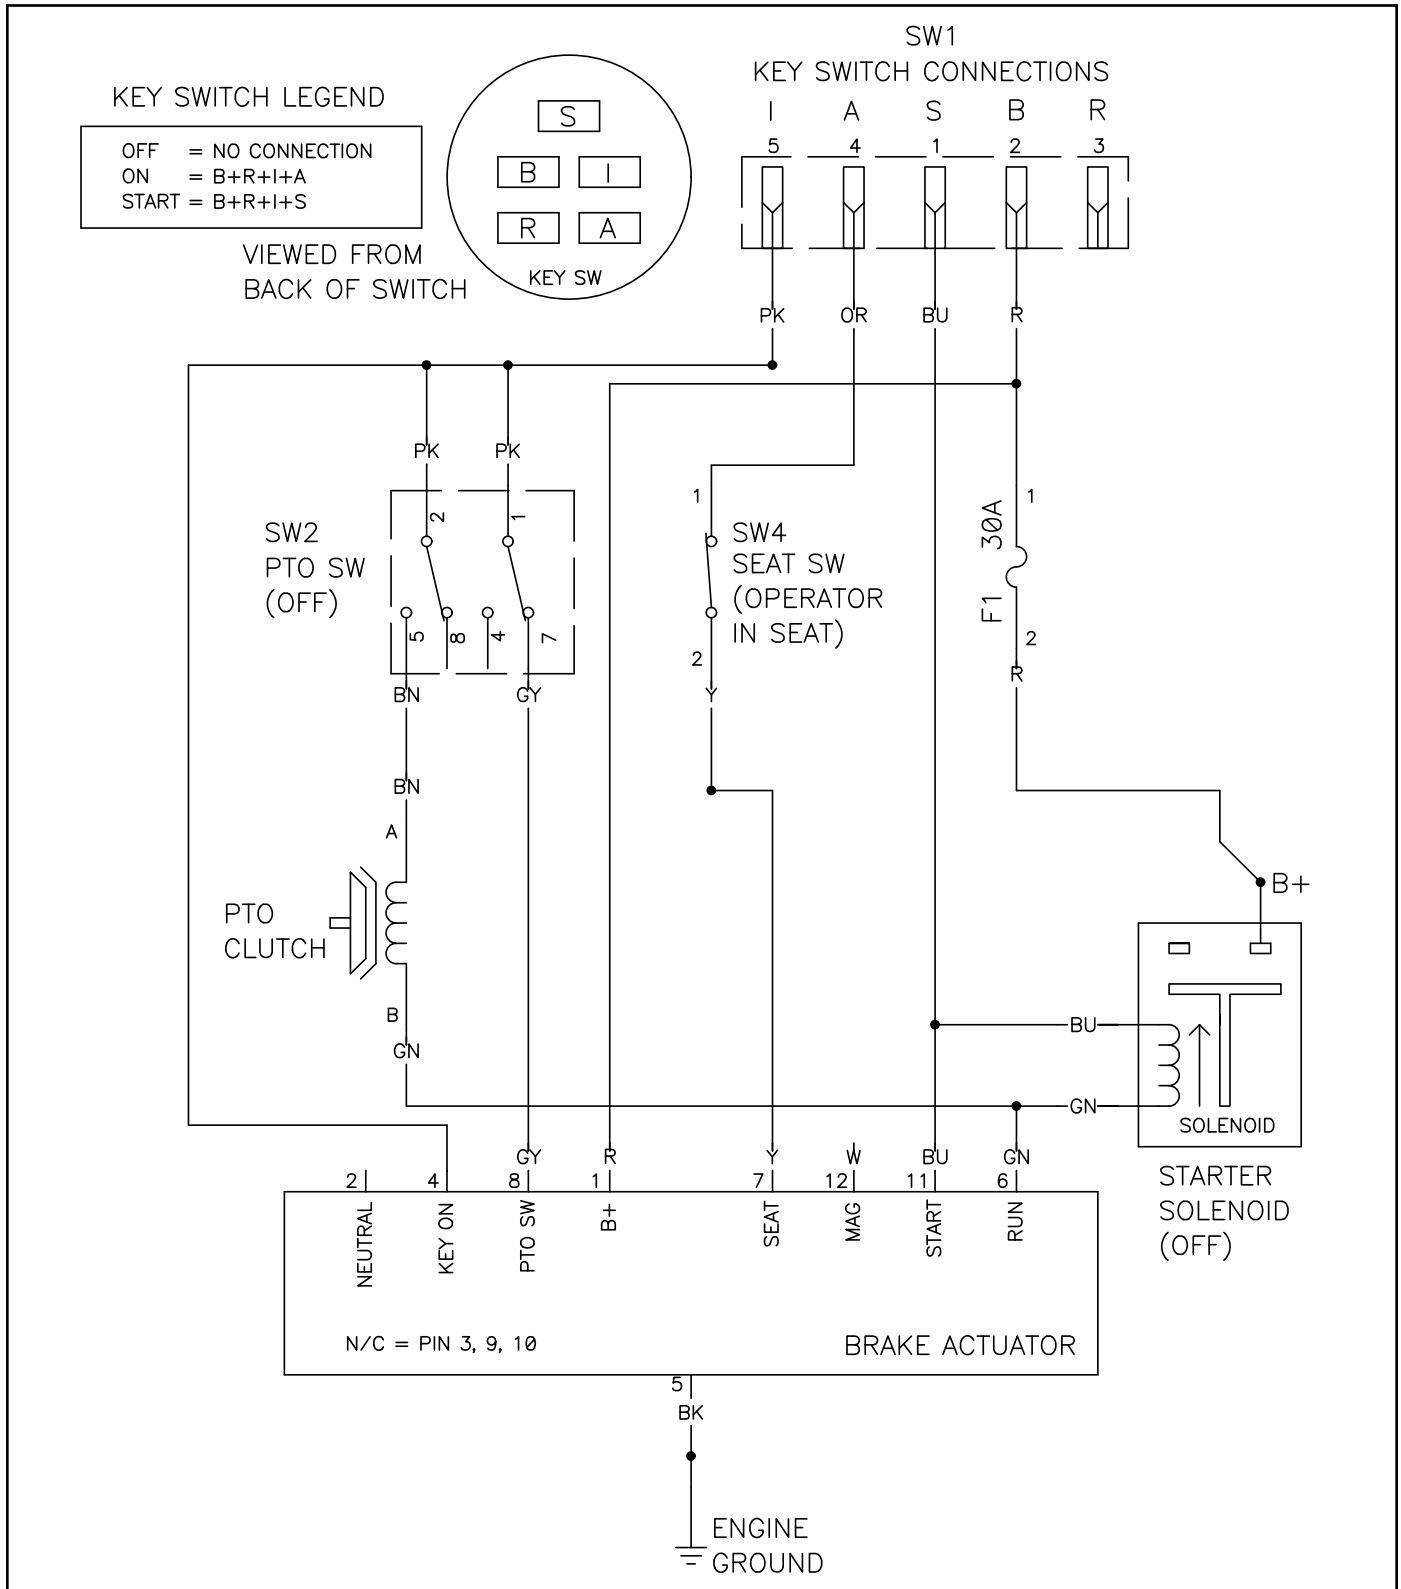 SW1
KEY SWITCH CONNECTIONS
I A S B R
5 4 1 2 3
KEY SWITCH LEGEND
OFF = NO CONNECTION
ON = B+R+I+A
START = B+R+I+S
VIEWED FROM
BACK OF SWITCH
S
B I
R A
KEY SW
PK OR BU R
PK PK
2 1
SW2
PTO SW
(OFF)
5 8 4 7
BN GY
1
SW4
SEAT SW
(OPERATOR
IN SEAT)
2
Y
1
F1 30A
2
R
BN
A
PTO
CLUTCH
B
GN
B+
BU
GN
SOLENOID
STARTER
SOLENOID
(OFF)
GY R Y W BU GN
2 4 8 1 7 12 11 6
NEUTRAL
KEY ON
PTO SW
B+
SEAT
MAG
START
RUN
N/C = PIN 3, 9, 10
BRAKE ACTUATOR
5
BK
ENGINE
GROUND